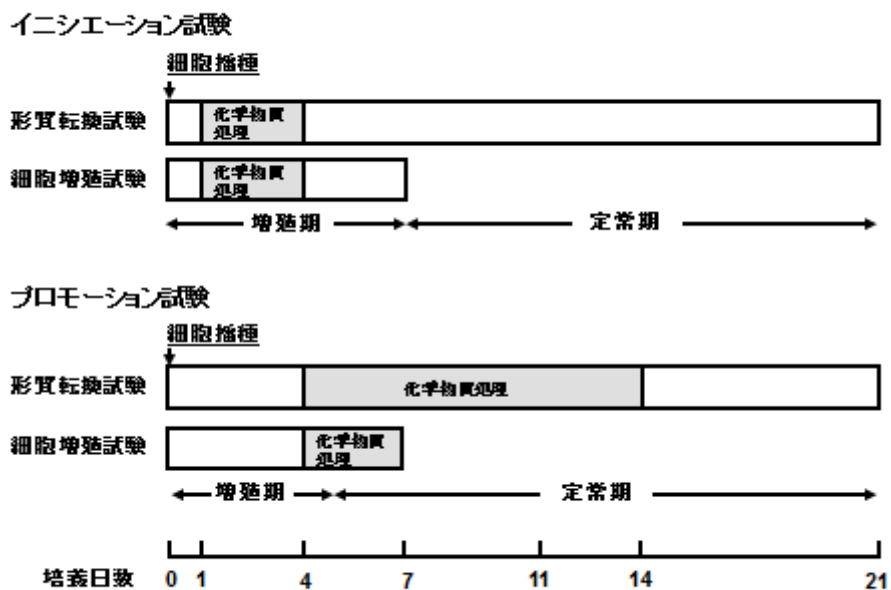 イニシエーション試験
細胞播種
形質転換試験
化学物質
処理
細胞増殖試験
化学物質
処理
増殖期
定常期
プロモーション試験
細胞播種
形質転換試験
化学物質処理
細胞増殖試験
化学物質
処理
増殖期
定常期
培養日数 0 1 4 7 11 14 21